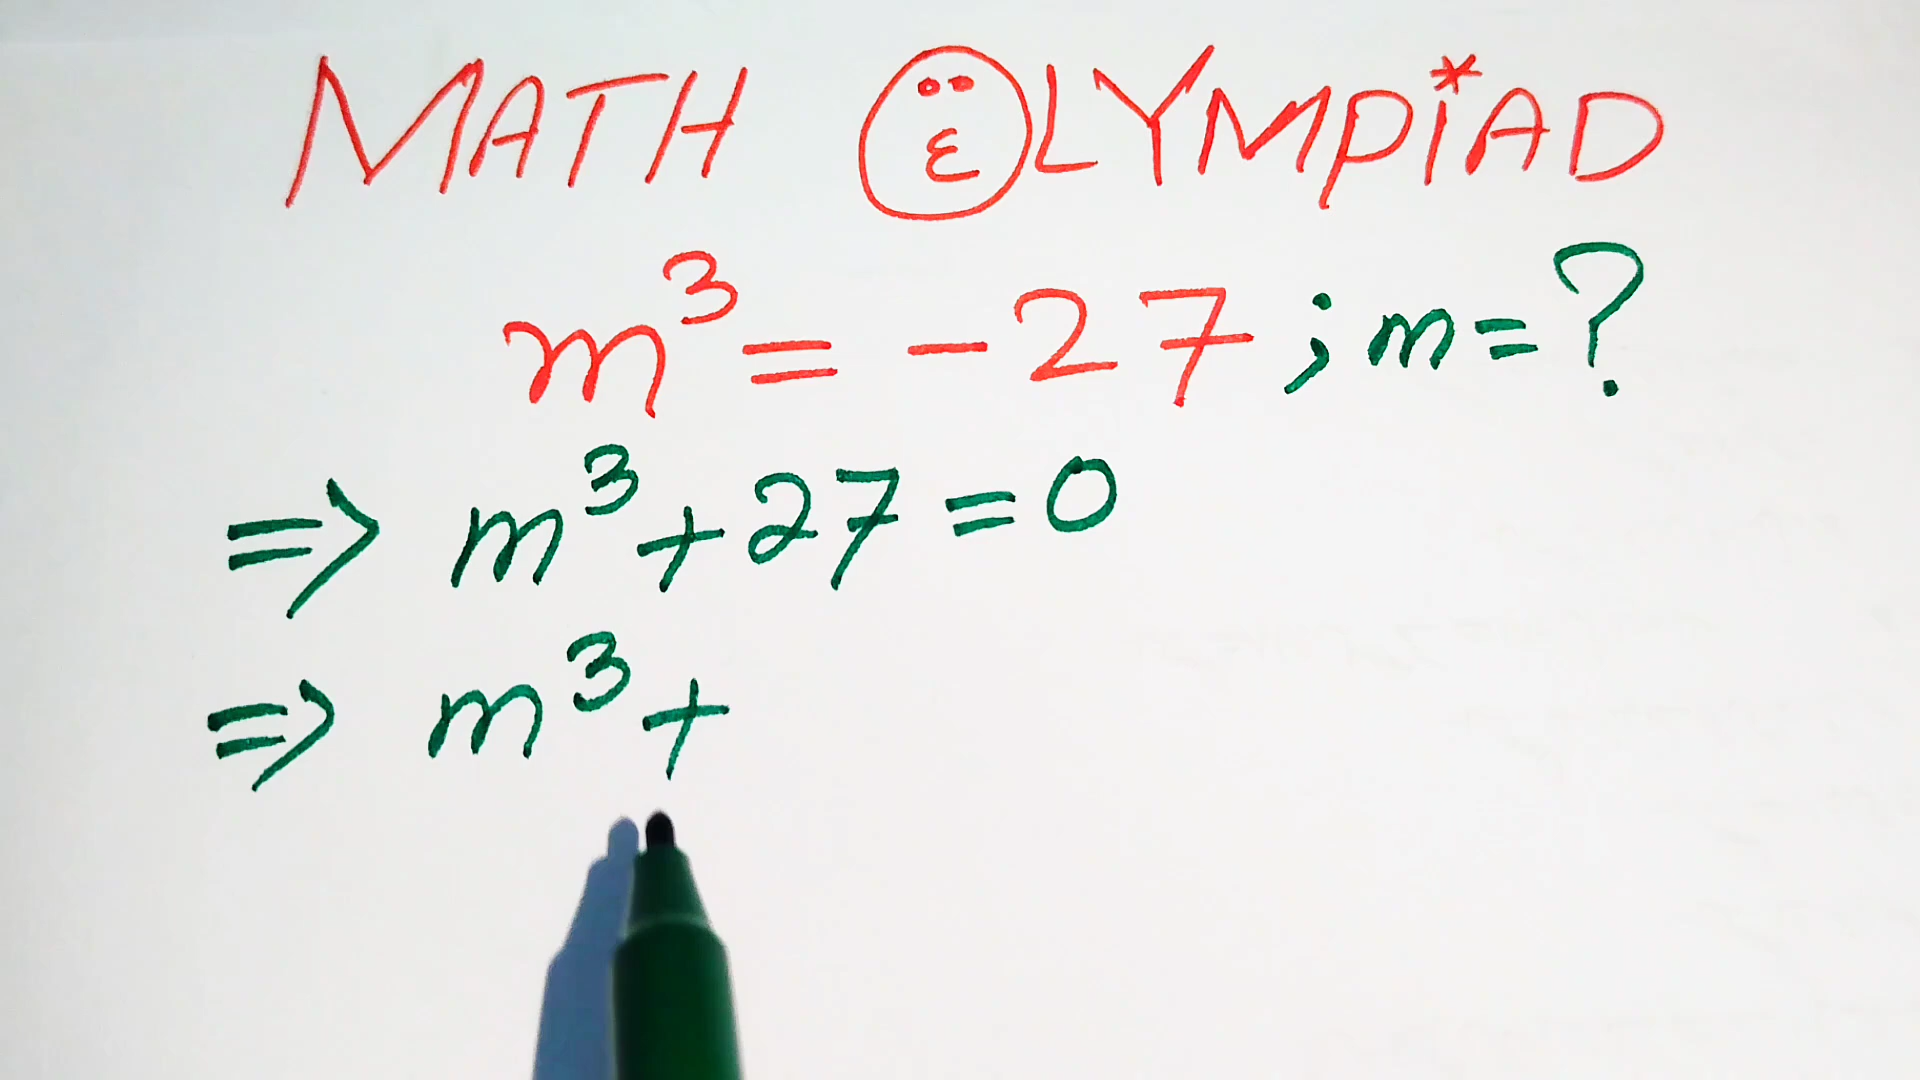 MATH OLYMPiAD
m³ = -27 ; m = ?
⇒ m³ + 27 = 0
⇒ m³ +